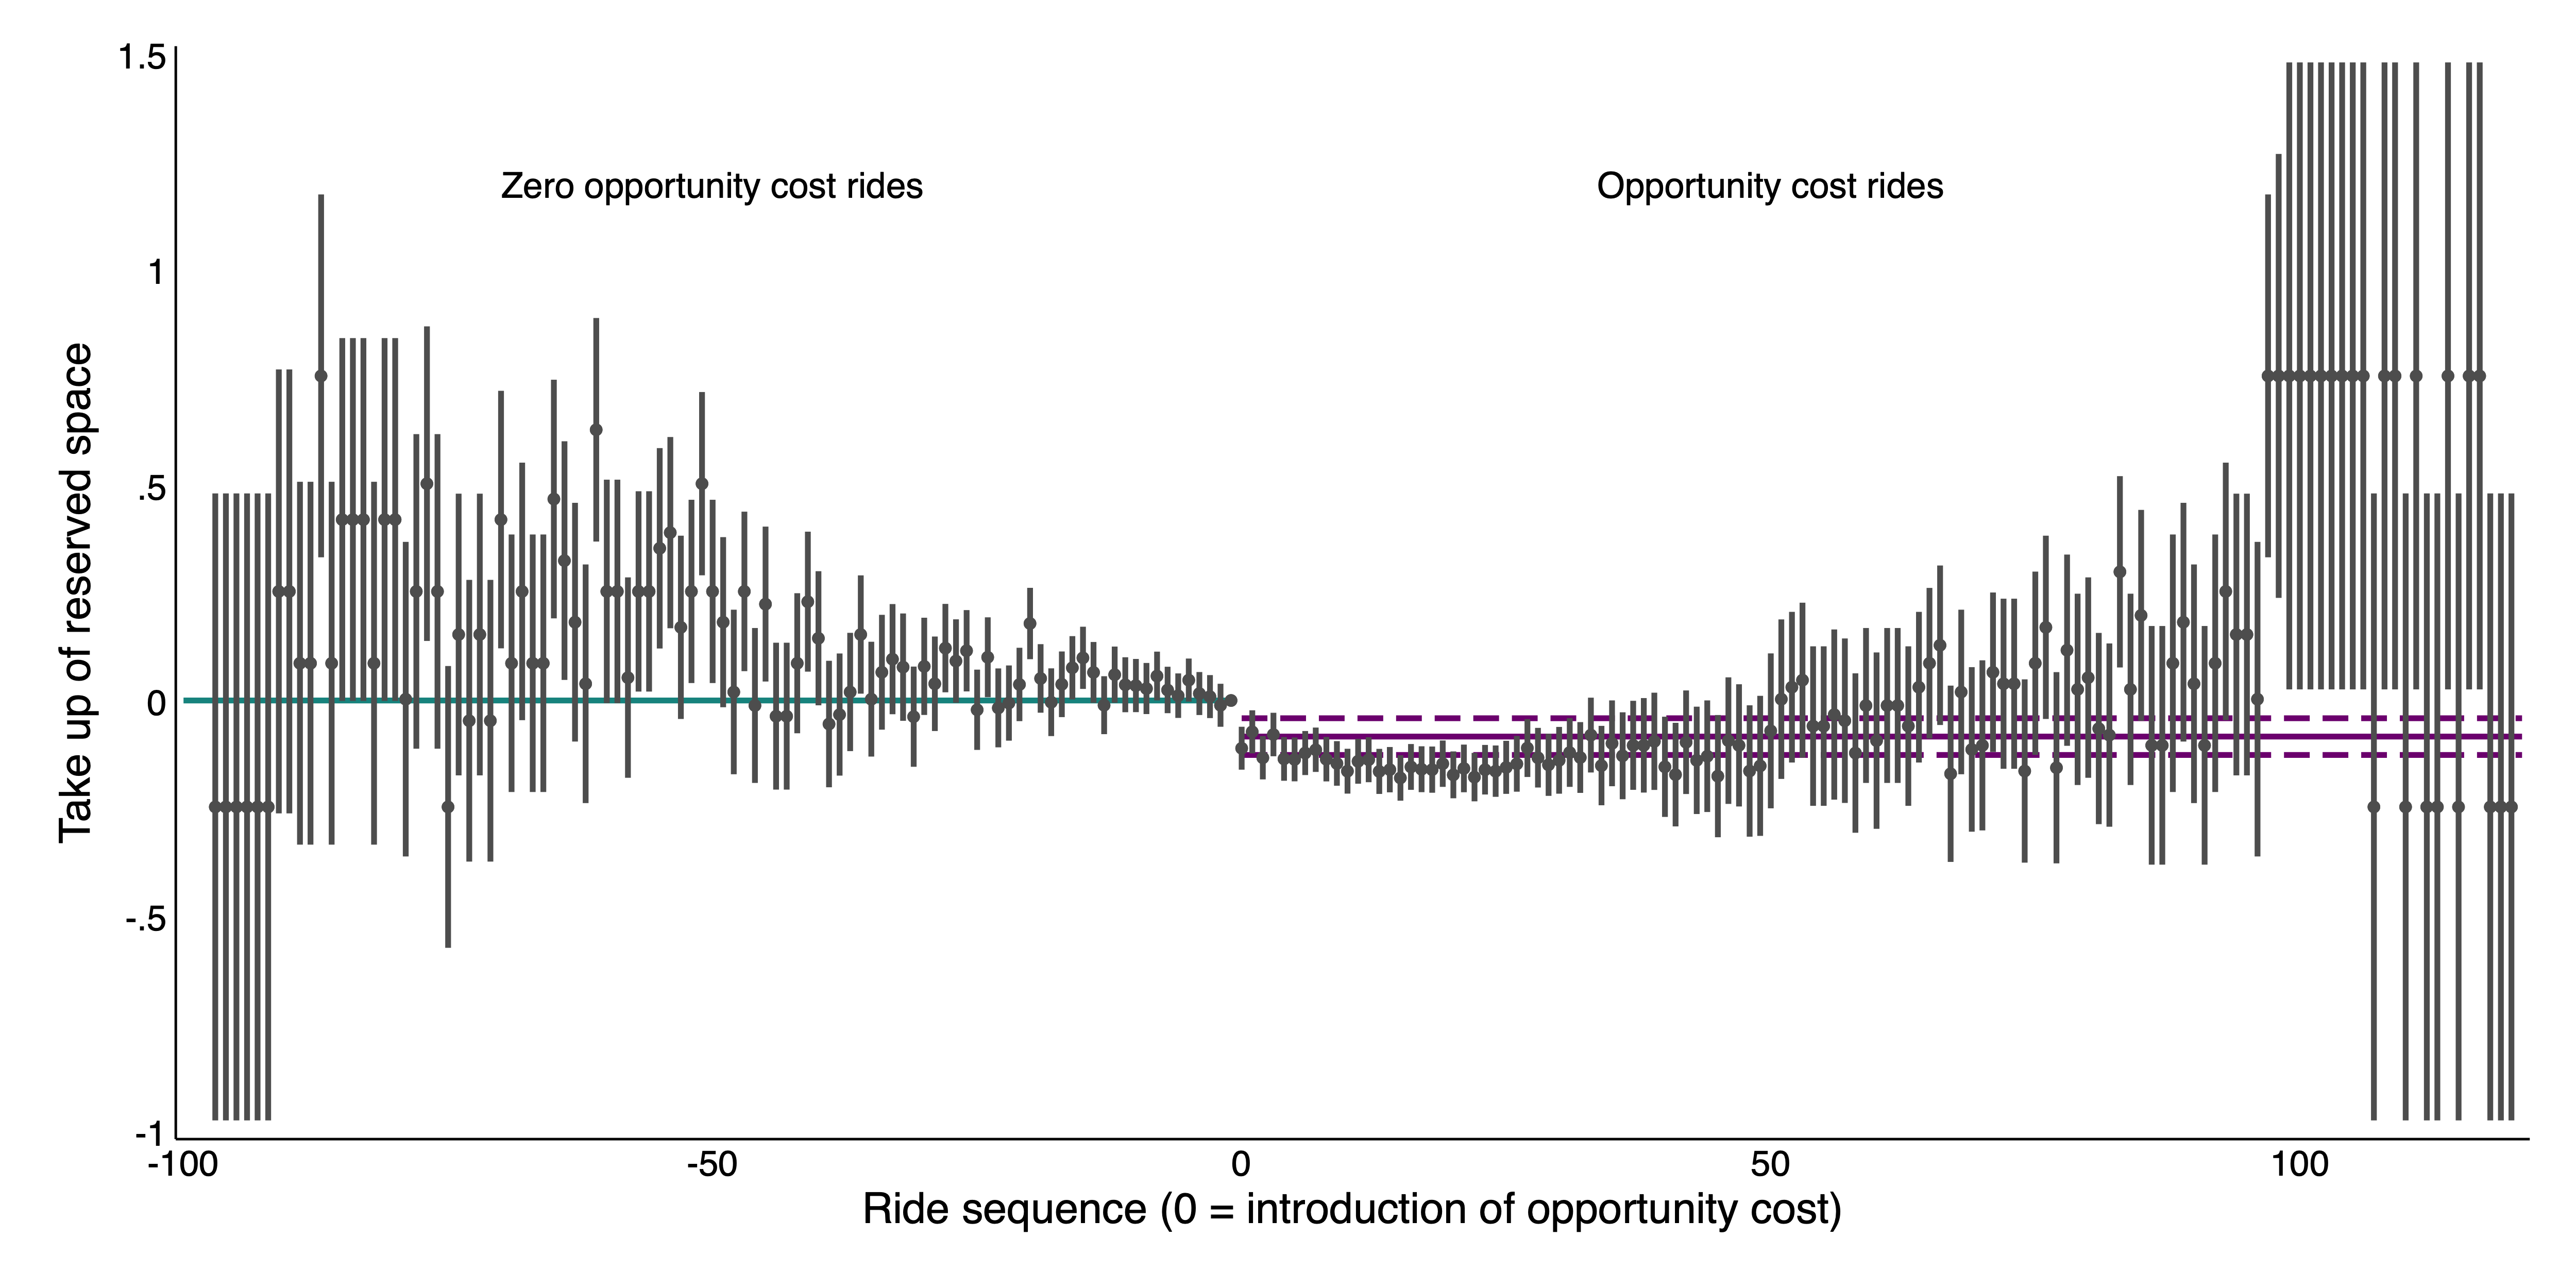 1.5
1
.5
0
-.5
-1
Take up of reserved space
Zero opportunity cost rides
Opportunity cost rides
-100 -50 0 50 100
Ride sequence (0 = introduction of opportunity cost)